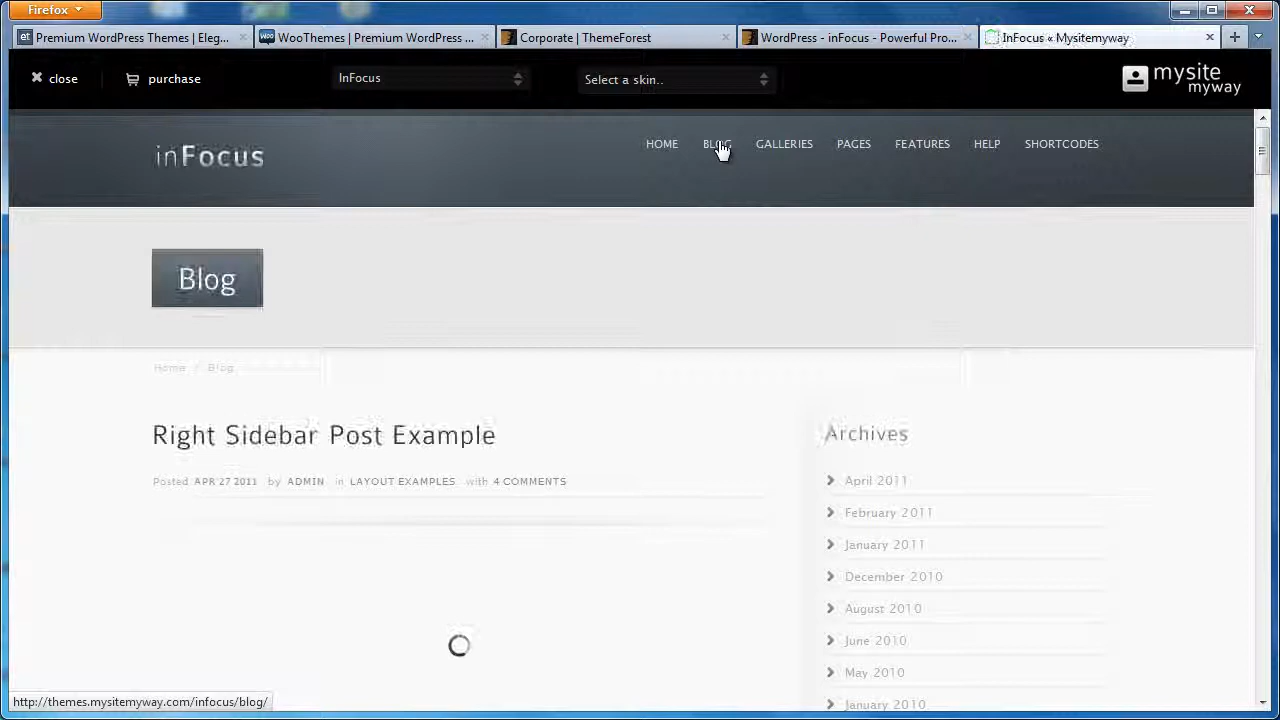 Firefox
Premium WordPress Themes | Eleg...
WooThemes | Premium WordPress ...
Corporate | ThemeForest
WordPress - inFocus - Powerful Pro...
InFocus « Mysitemyway
close
purchase
InFocus
Select a skin..
mysite
myway
inFocus
HOME
BLOG
GALLERIES
PAGES
FEATURES
HELP
SHORTCODES
Blog
Home / Blog
Right Sidebar Post Example
Posted APR 27 2011 by ADMIN in LAYOUT EXAMPLES with 4 COMMENTS
Archives
April 2011
February 2011
January 2011
December 2010
August 2010
June 2010
May 2010
January 2010
http://themes.mysitemyway.com/infocus/blog/